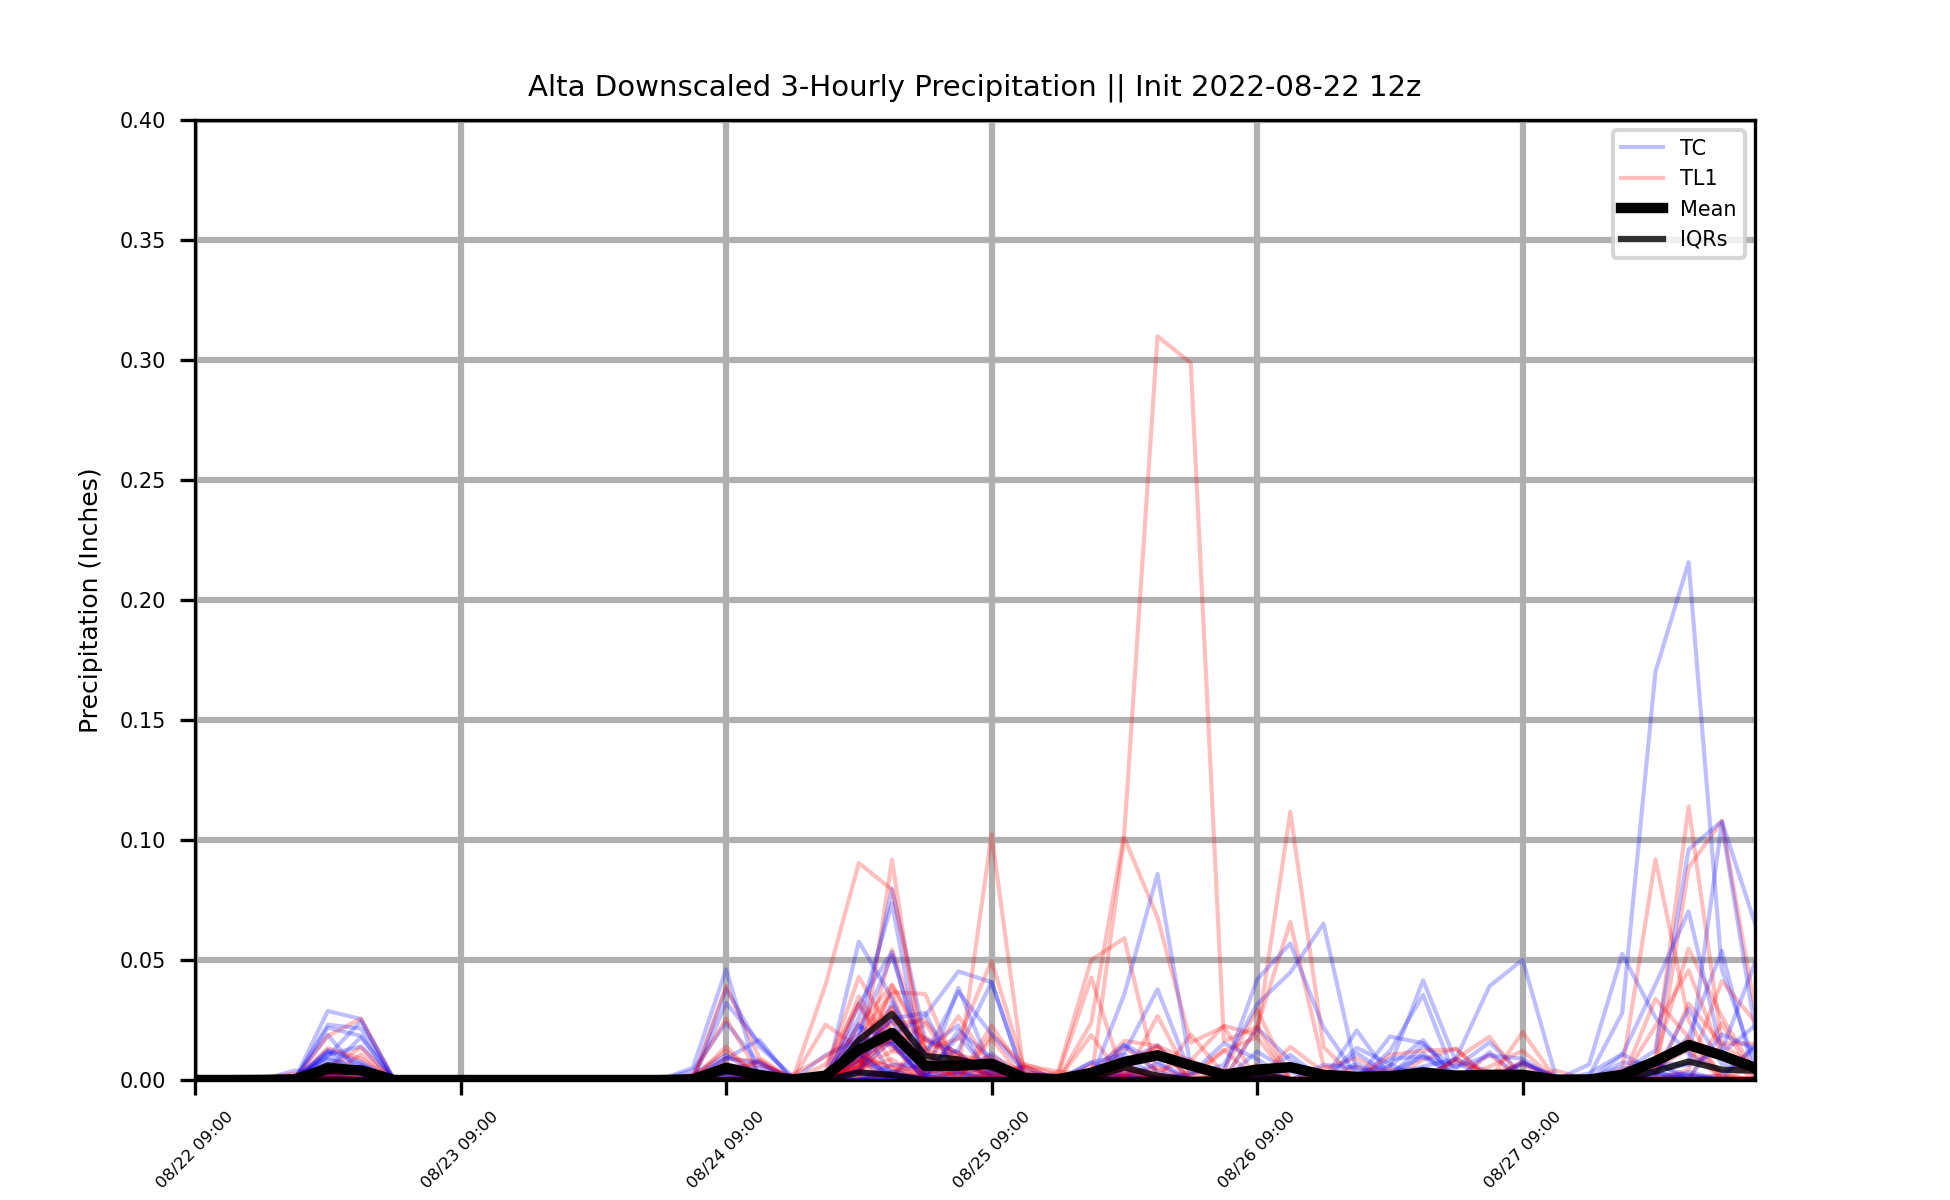 Alta Downscaled 3-Hourly Precipitation || Init 2022-08-22 12z
0.40
0.35
0.30
0.25
0.20
0.15
0.10
0.05
0.00
Precipitation (Inches)
TC
TL1
Mean
IQRs
08/22 09:00
08/23 09:00
08/24 09:00
08/25 09:00
08/26 09:00
08/27 09:00